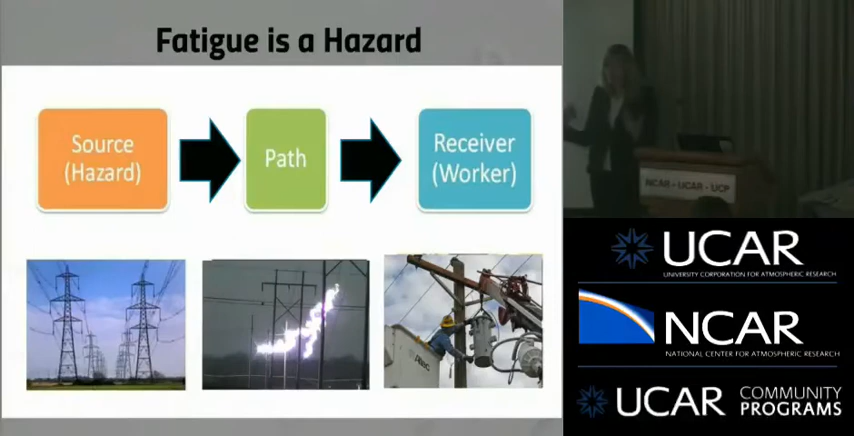 Fatigue is a Hazard
Source
(Hazard)
Path
Receiver
(Worker)
NCAR - UCAR - UCP
UCAR
UNIVERSITY CORPORATION FOR ATMOSPHERIC RESEARCH
NCAR
NATIONAL CENTER FOR ATMOSPHERIC RESEARCH
UCAR
COMMUNITY
PROGRAMS